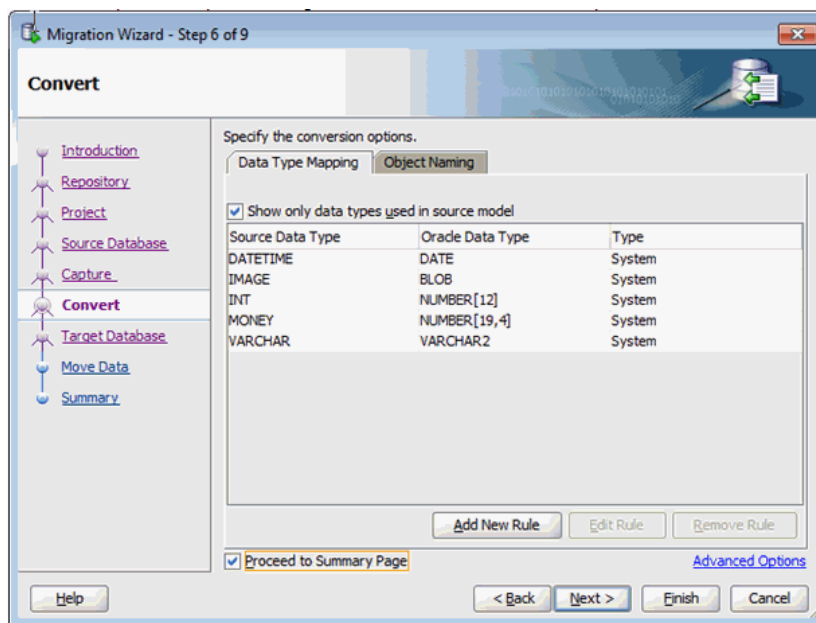 Migration Wizard - Step 6 of 9
Convert
Introduction
Repository
Project
Source Database
Capture
Convert
Target Database
Move Data
Summary
Specify the conversion options.
Data Type Mapping Object Naming
Show only data types used in source model
Source Data Type Oracle Data Type Type
DATETIME DATE System
IMAGE BLOB System
INT NUMBER[12] System
MONEY NUMBER[19,4] System
VARCHAR VARCHAR2 System
Add New Rule Edit Rule Remove Rule
Proceed to Summary Page Advanced Options
Help < Back Next > Finish Cancel